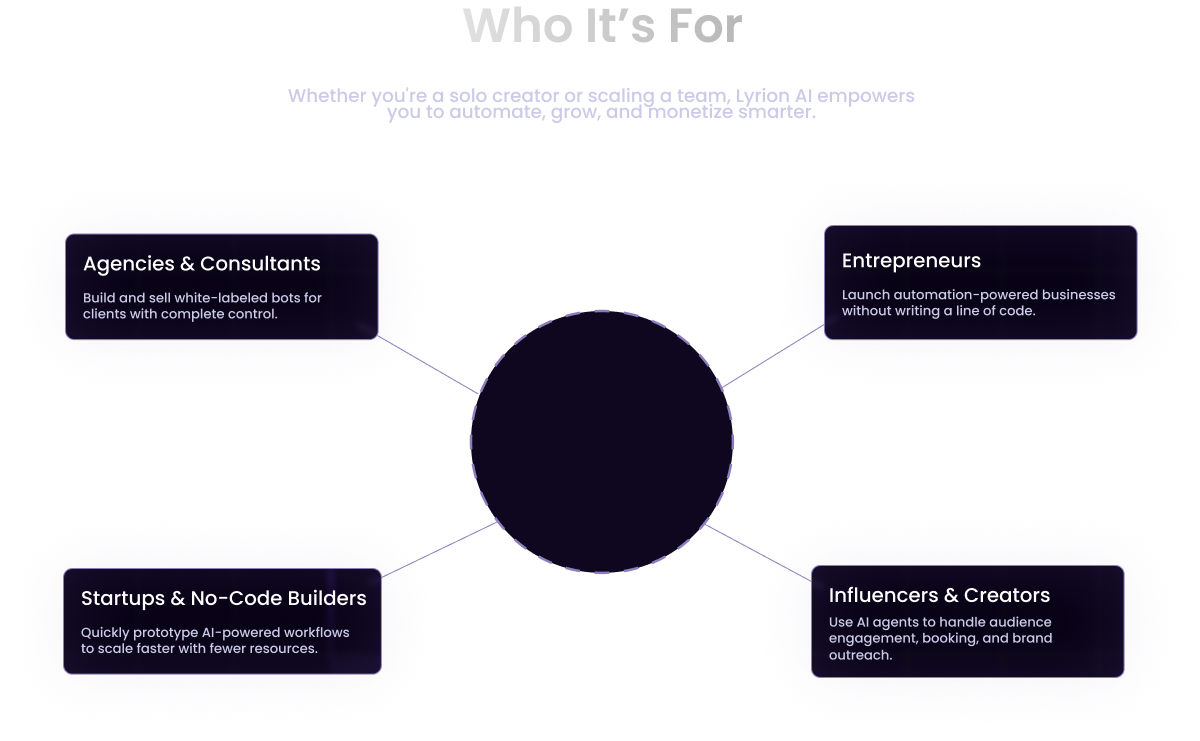 Who It’s For
Whether you're a solo creator or scaling a team, Lyrion AI empowers
you to automate, grow, and monetize smarter.
Agencies & Consultants
Build and sell white-labeled bots for
clients with complete control.
Entrepreneurs
Launch automation-powered businesses
without writing a line of code.
Startups & No-Code Builders
Quickly prototype AI-powered workflows
to scale faster with fewer resources.
Influencers & Creators
Use AI agents to handle audience
engagement, booking, and brand
outreach.